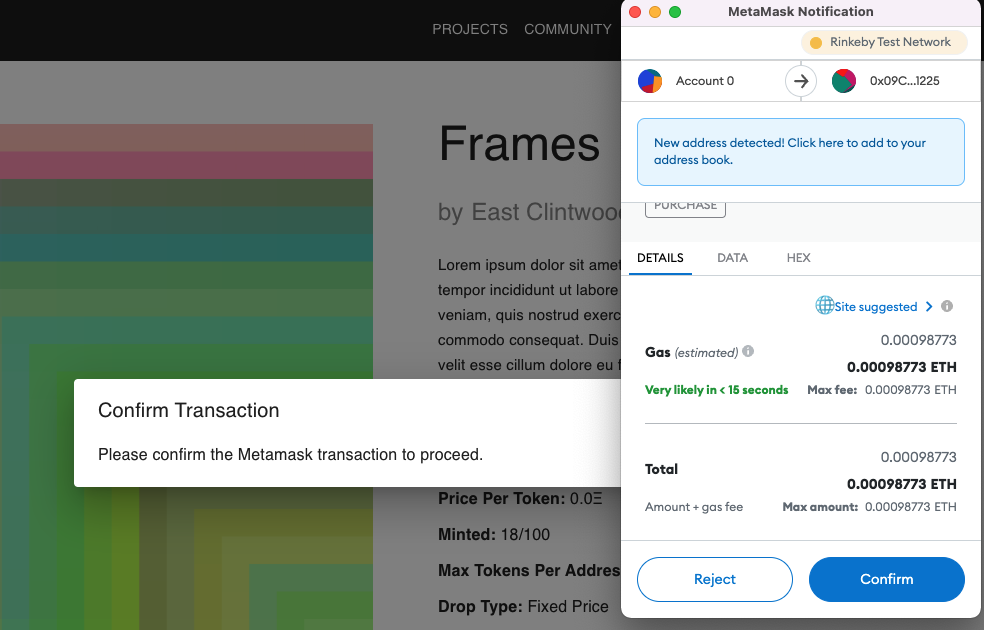 PROJECTS COMMUNITY
Frames
by East Clintwood
Lorem ipsum dolor sit amet
tempor incididunt ut labore
veniam, quis nostrud exerc
commodo consequat. Duis
velit esse cillum dolore eu f
Confirm Transaction
Please confirm the Metamask transaction to proceed.
Price Per Token: 0.0Ξ
Minted: 18/100
Max Tokens Per Addres
Drop Type: Fixed Price
MetaMask Notification
Rinkeby Test Network
Account 0
0x09C...1225
New address detected! Click here to add to your
address book.
PURCHASE
DETAILS DATA HEX
Site suggested
0.00098773
Gas (estimated)
0.00098773 ETH
Very likely in < 15 seconds Max fee: 0.00098773 ETH
0.00098773
Total
0.00098773 ETH
Amount + gas fee Max amount: 0.00098773 ETH
Reject Confirm